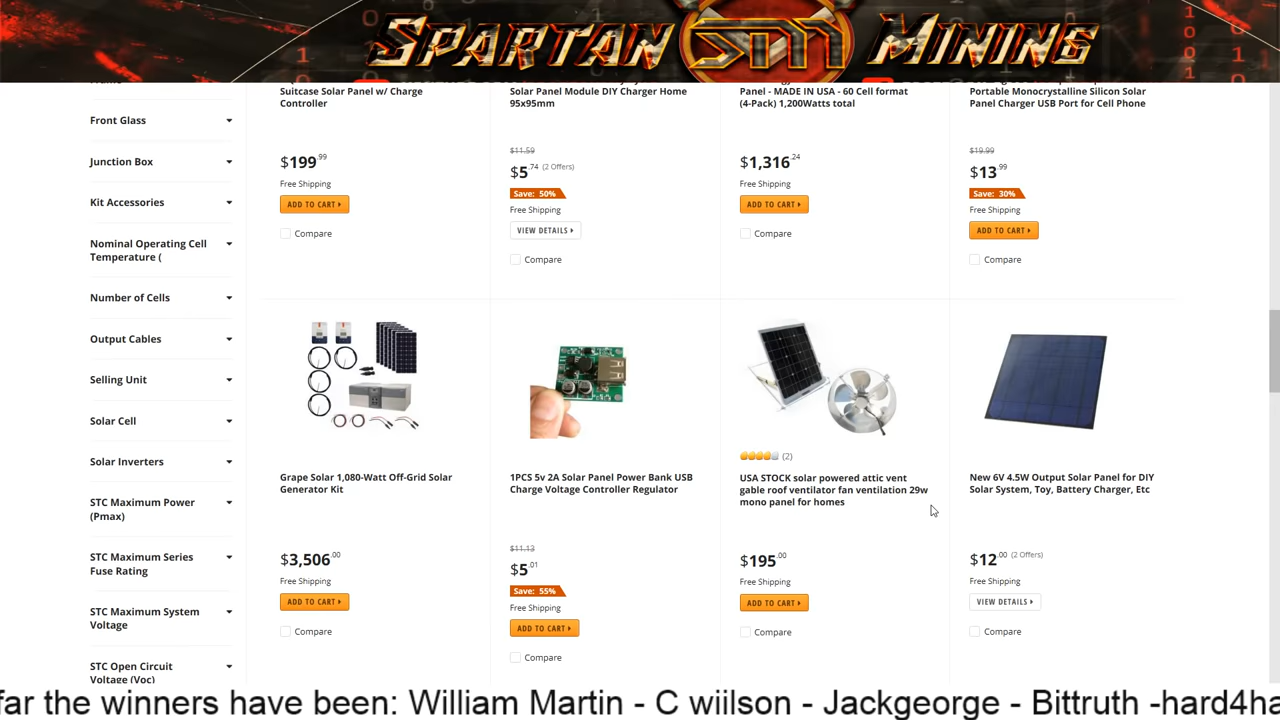 SPARTAN SM MINING
Suitcase Solar Panel w/ Charge
Controller
$199.99
Free Shipping
ADD TO CART
Compare
Solar Panel Module DIY Charger Home
95x95mm
$11.59
$5.74 (2 Offers)
Save: 50%
Free Shipping
VIEW DETAILS
Compare
Panel - MADE IN USA - 60 Cell format
(4-Pack) 1,200Watts total
$1,316.24
Free Shipping
ADD TO CART
Compare
Portable Monocrystalline Silicon Solar
Panel Charger USB Port for Cell Phone
$19.99
$13.99
Save: 30%
Free Shipping
ADD TO CART
Compare
Front Glass
Junction Box
Kit Accessories
Nominal Operating Cell
Temperature (
Number of Cells
Output Cables
Selling Unit
Solar Cell
Solar Inverters
STC Maximum Power
(Pmax)
STC Maximum Series
Fuse Rating
STC Maximum System
Voltage
STC Open Circuit
Voltage (Voc)
Grape Solar 1,080-Watt Off-Grid Solar
Generator Kit
$3,506.00
Free Shipping
ADD TO CART
Compare
1PCS 5v 2A Solar Panel Power Bank USB
Charge Voltage Controller Regulator
$11.13
$5.01
Save: 55%
Free Shipping
ADD TO CART
Compare
(2)
USA STOCK solar powered attic vent
gable roof ventilator fan ventilation 29w
mono panel for homes
$195.00
Free Shipping
ADD TO CART
Compare
New 6V 4.5W Output Solar Panel for DIY
Solar System, Toy, Battery Charger, Etc
$12.00 (2 Offers)
Free Shipping
VIEW DETAILS
Compare
far the winners have been: William Martin - C wiilson - Jackgeorge - Bittruth -hard4ha